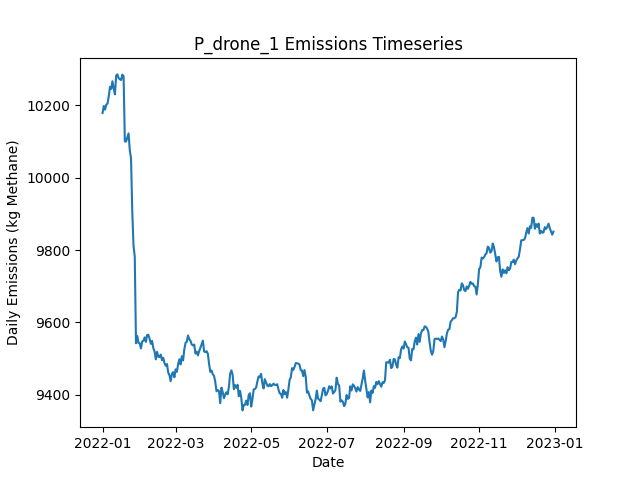 P_drone_1 Emissions Timeseries
Daily Emissions (kg Methane)
10200
10000
9800
9600
9400
2022-01 2022-03 2022-05 2022-07 2022-09 2022-11 2023-01
Date